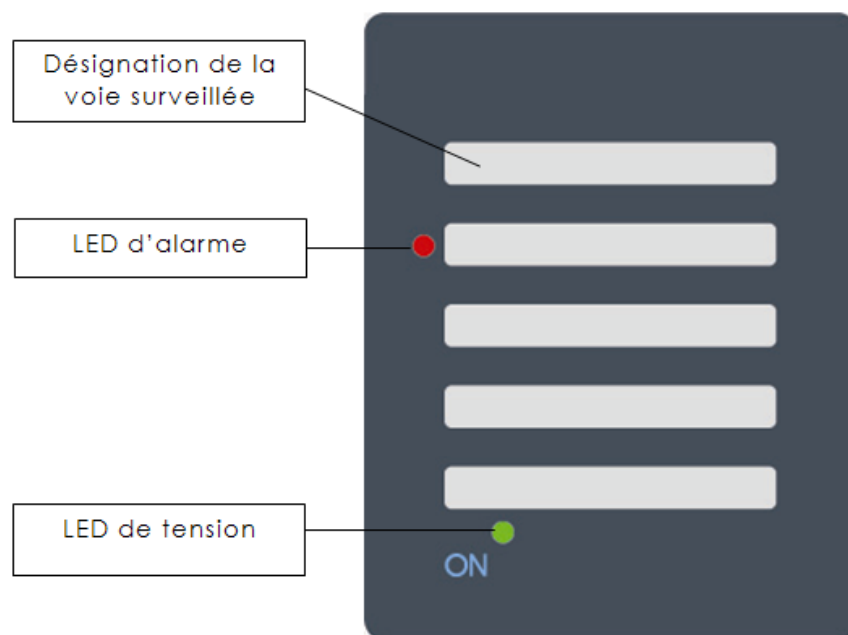 Désignation de la
voie surveillée
LED d'alarme
LED de tension
ON